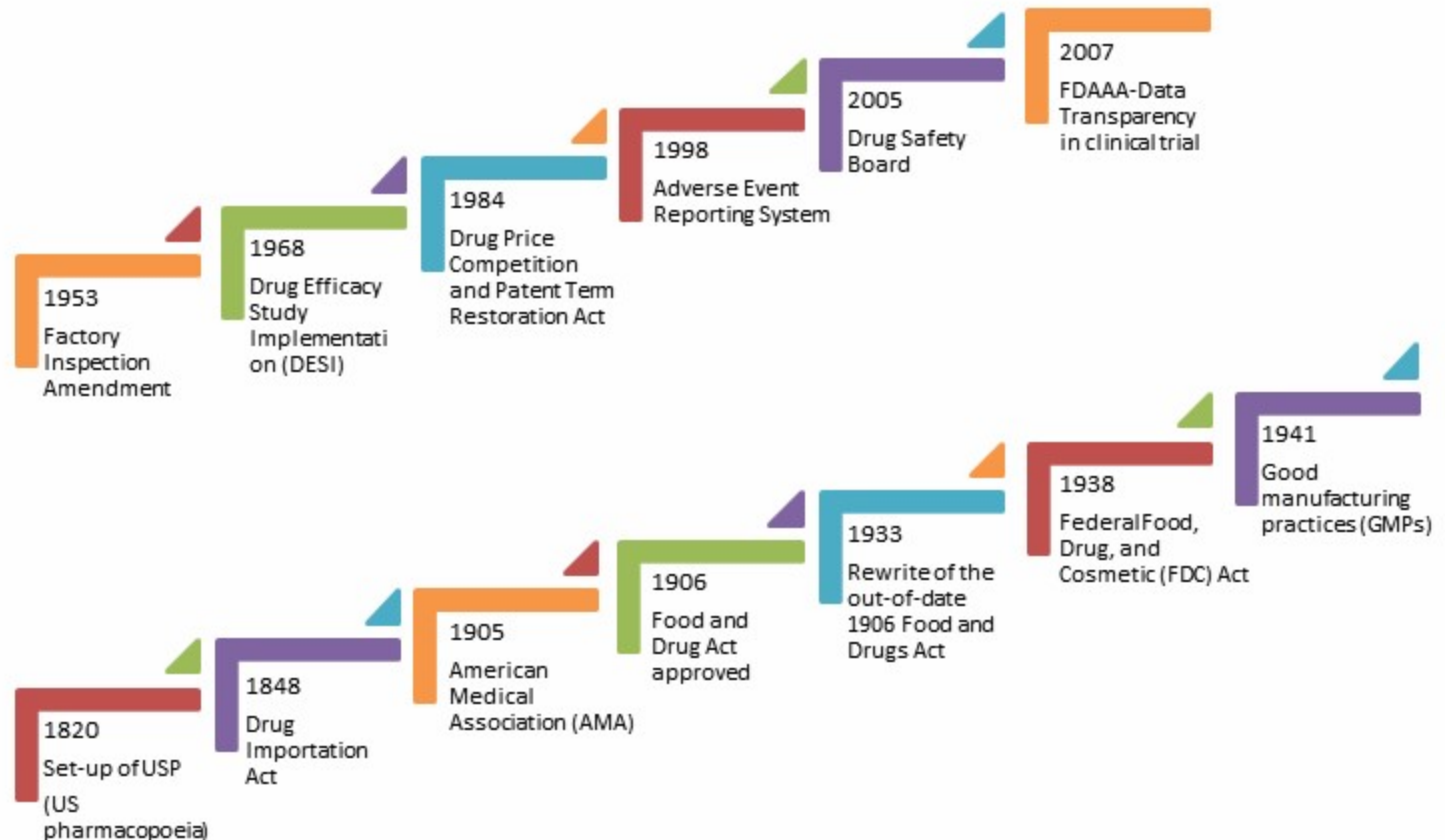 2007
FDAAA-Data
Transparency
in clinical trial
2005
Drug Safety
Board
1998
Adverse Event
Reporting System
1984
Drug Price
Competition
and Patent Term
Restoration Act
1968
Drug Efficacy
Study
Implementati
on (DESI)
1953
Factory
Inspection
Amendment
1941
Good
manufacturing
practices (GMPs)
1938
Federal Food,
Drug, and
Cosmetic (FDC) Act
1933
Rewrite of the
out-of-date
1906 Food and
Drugs Act
1906
Food and
Drug Act
approved
1905
American
Medical
Association (AMA)
1848
Drug
Importation
Act
1820
Set-up of USP
(US
pharmacopoeia)